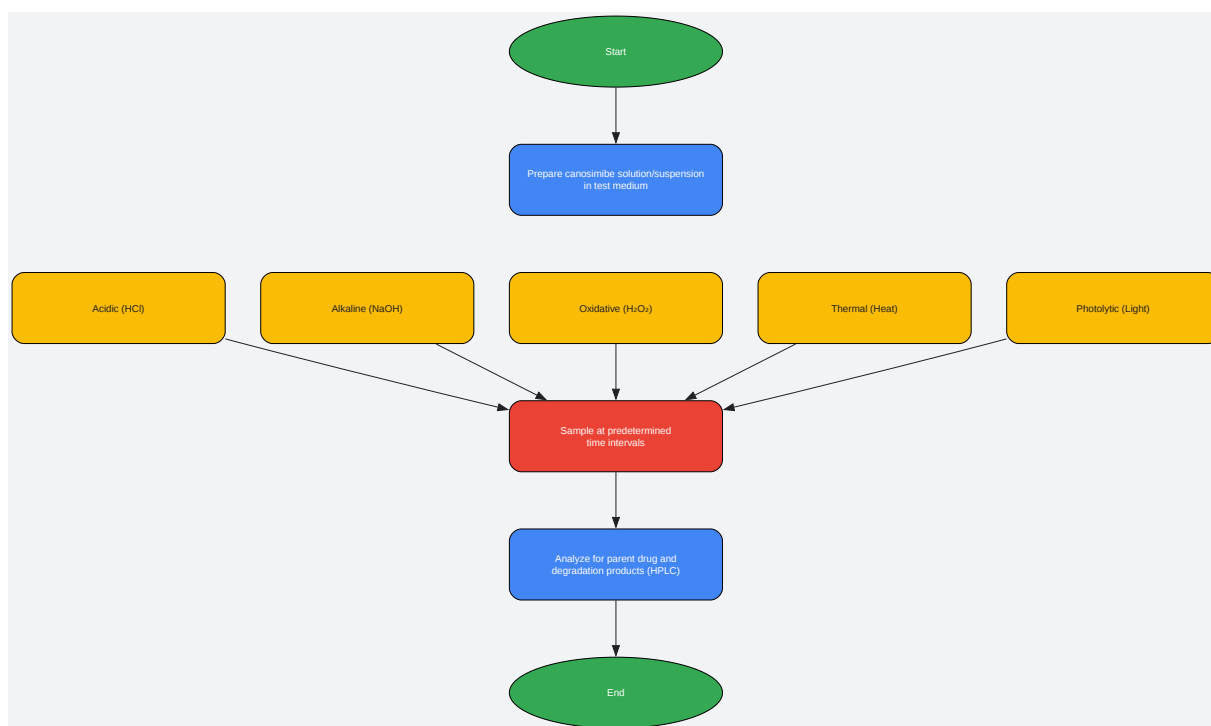 Start
Prepare canosimibe solution/suspension
in test medium
Acidic (HCl)
Alkaline (NaOH)
Oxidative (H₂O₂)
Thermal (Heat)
Photolytic (Light)
Sample at predetermined
time intervals
Analyze for parent drug and
degradation products (HPLC)
End